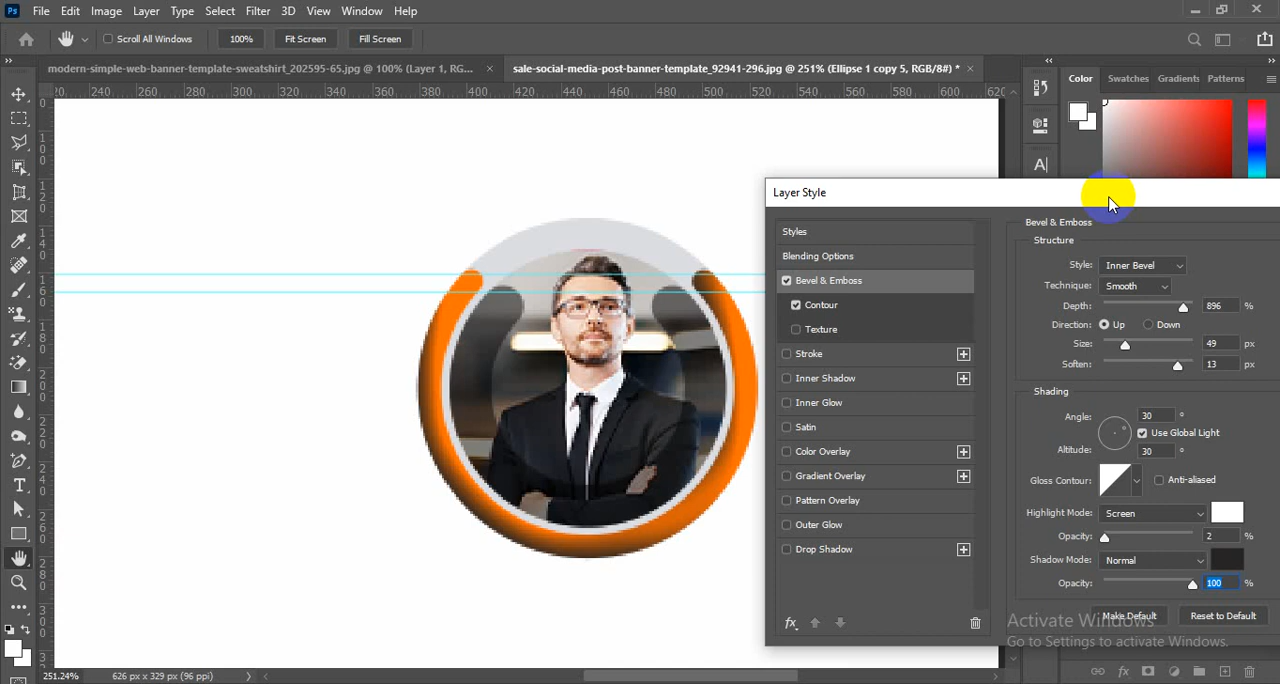 Ps File Edit Image Layer Type Select Filter 3D View Window Help
Scroll All Windows 100% Fit Screen Fill Screen
modern-simple-web-banner-template-sweatshirt_202595-65.jpg @ 100% (Layer 1, RG... × sale-social-media-post-banner-template_92941-296.jpg @ 251% (Ellipse 1 copy 5, RGB/8#) * ×
Color Swatches Gradients Patterns
240 260 280 300 320 340 360 380 400 420 440 460 480 500 520 540 560 580 600
Layer Style
Styles
Blending Options
Bevel & Emboss
Contour
Texture
Stroke
Inner Shadow
Inner Glow
Satin
Color Overlay
Gradient Overlay
Pattern Overlay
Outer Glow
Drop Shadow
fx
Bevel & Emboss
Structure
Style: Inner Bevel
Technique: Smooth
Depth: 896 %
Direction: Up Down
Size: 49 px
Soften: 13 px
Shading
Angle: 30 °
Use Global Light
Altitude: 30 °
Gloss Contour: Anti-aliased
Highlight Mode: Screen
Opacity: 2 %
Shadow Mode: Normal
Opacity: 100 %
Make Default Reset to Default
Activate Windows
Go to Settings to activate Windows.
251.24% 626 px x 329 px (96 ppi)